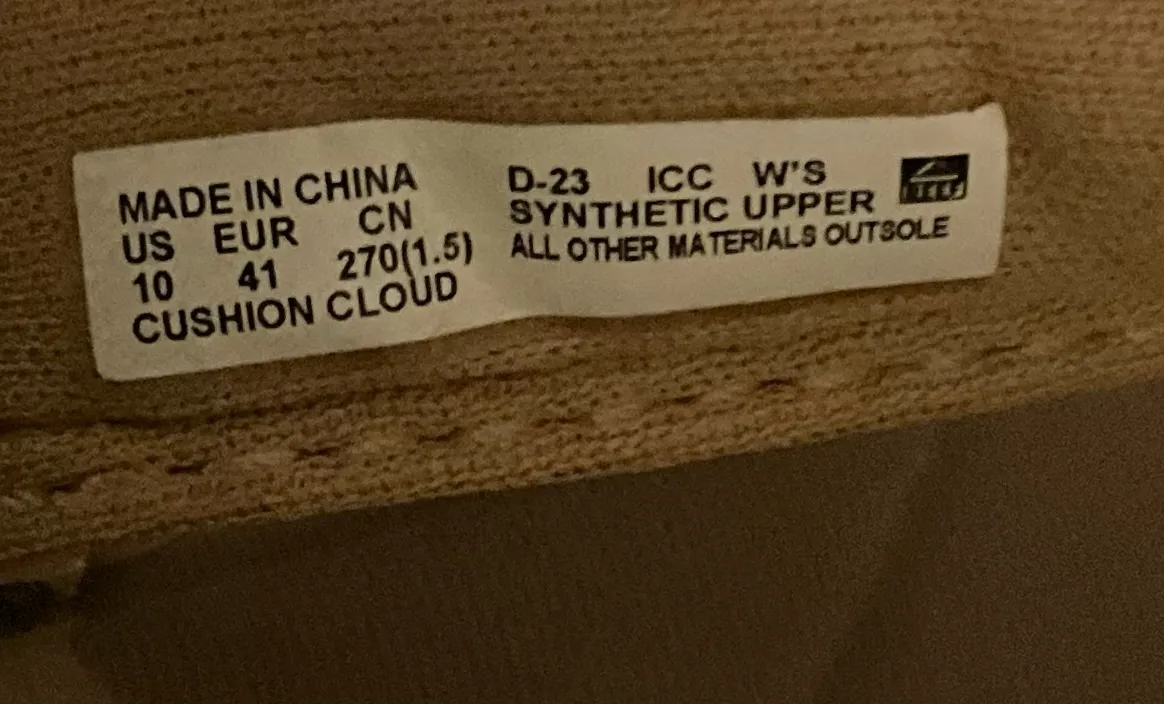 MADE IN CHINA
US EUR CN
10 41 270(1.5)
CUSHION CLOUD
D-23 ICC W'S
SYNTHETIC UPPER
ALL OTHER MATERIALS OUTSOLE
REEF